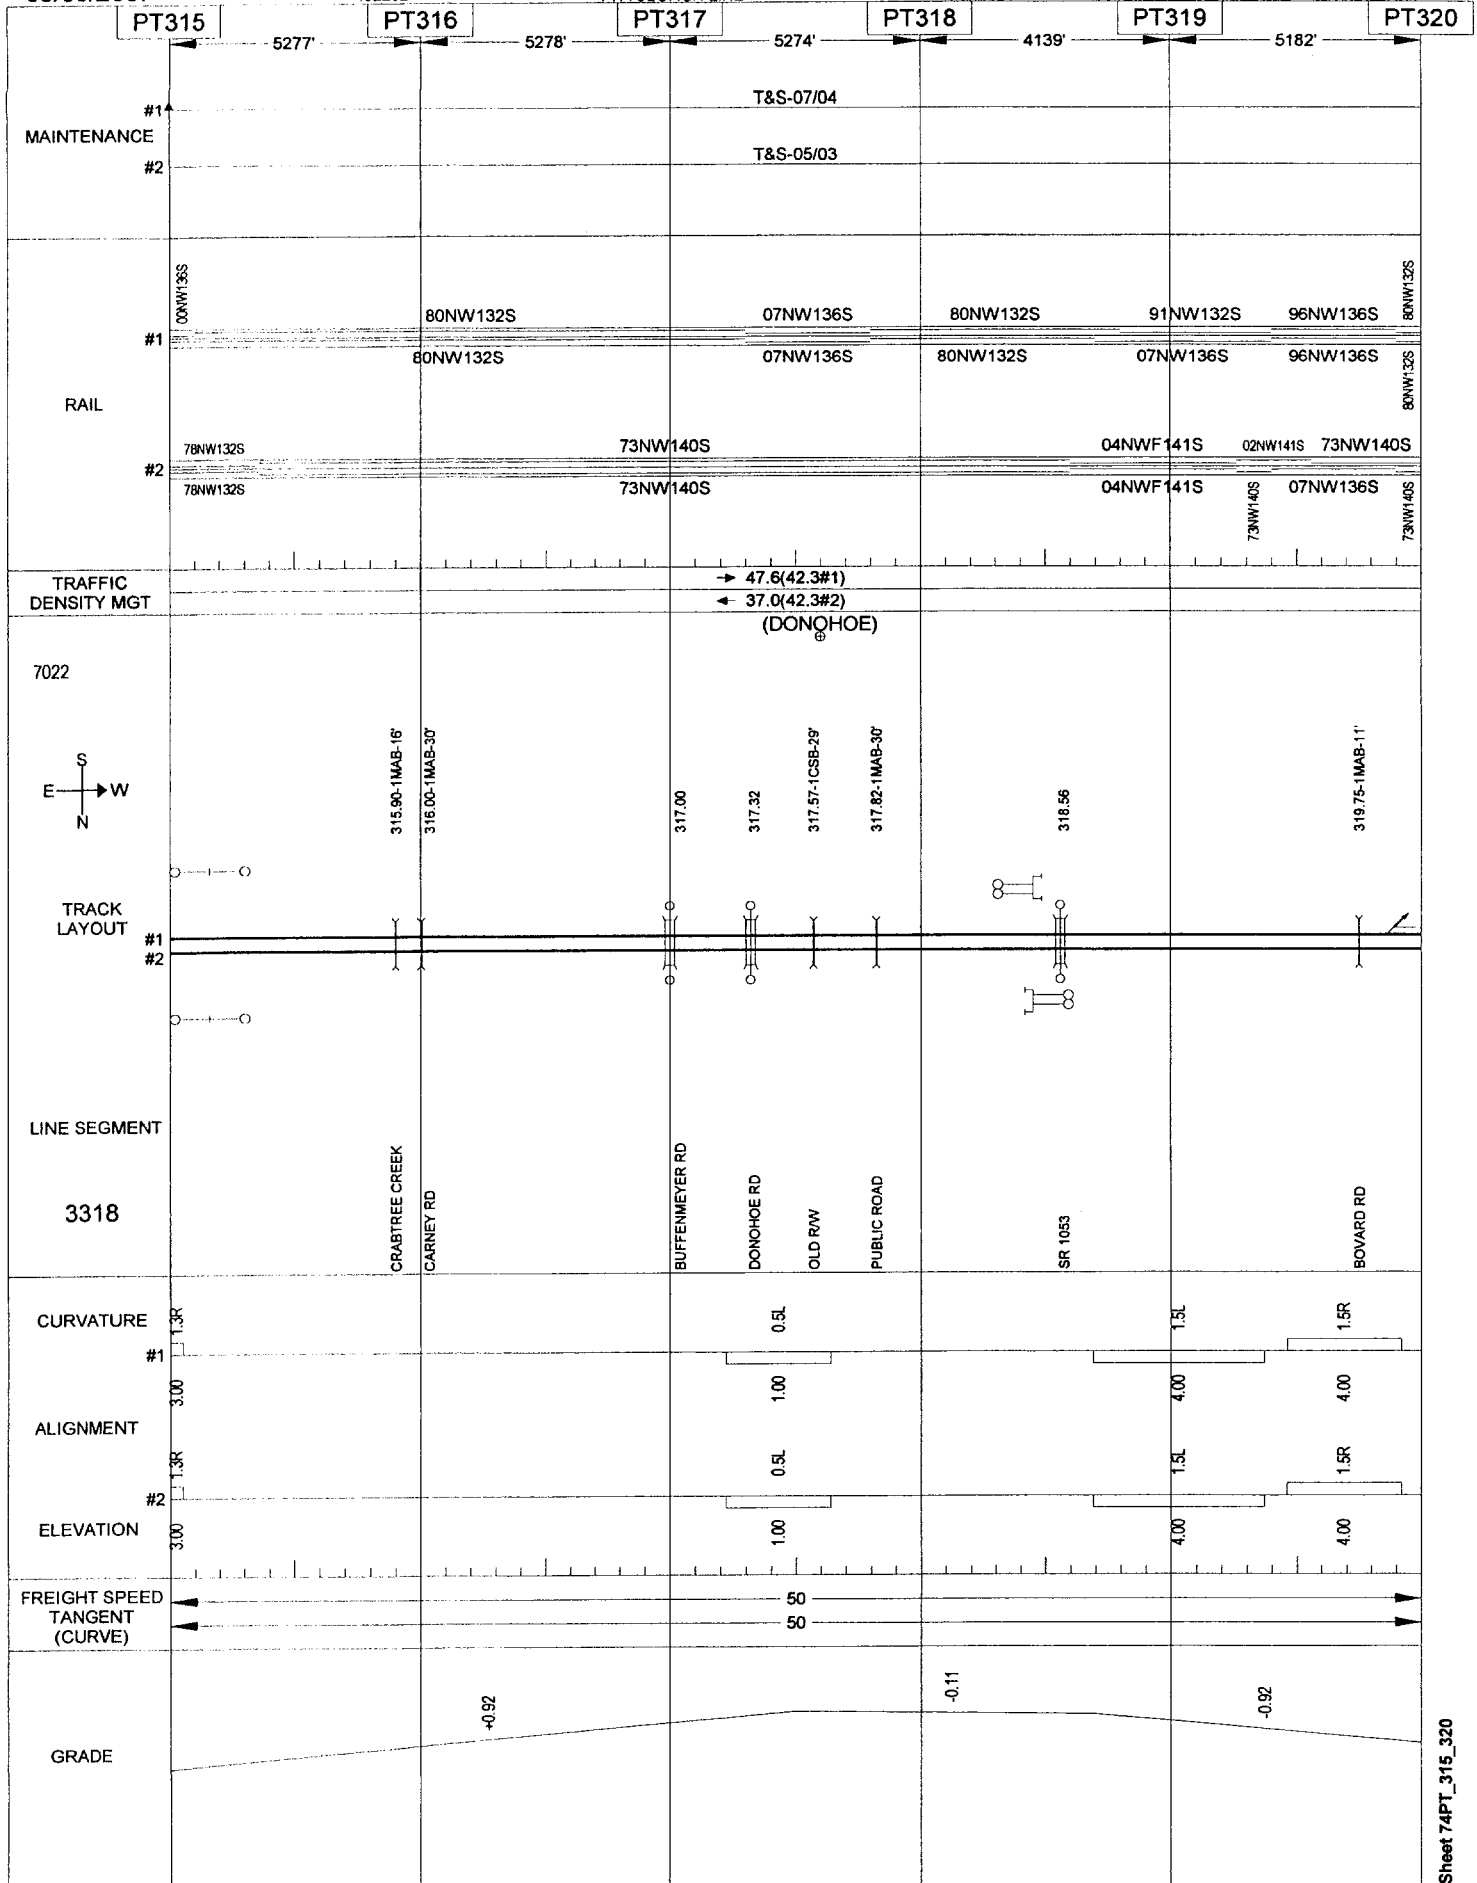 PT315 PT316 PT317 PT318 PT319 PT320
5277' 5278' 5274' 4139' 5182'
MAINTENANCE
#1 T&S-07/04
#2 T&S-05/03
RAIL
00NW136S 80NW132S 07NW136S 80NW132S 91NW132S 96NW136S 80NW132S
#1
80NW132S 07NW136S 80NW132S 07NW136S 96NW136S 80NW132S
78NW132S 73NW140S 04NWF141S 02NW141S 73NW140S
#2
78NW132S 73NW140S 04NWF141S 73NW140S 07NW136S 73NW140S
TRAFFIC
DENSITY MGT
47.6(42.3#1)
37.0(42.3#2)
(DONOHOE)
7022
S
E W
N
315.90-1MAB-16'
316.00-1MAB-30'
317.00
317.32
317.57-1CSB-29'
317.82-1MAB-30'
318.56
319.75-1MAB-11'
TRACK
LAYOUT
#1
#2
LINE SEGMENT
3318
CRABTREE CREEK
CARNEY RD
BUFFENMEYER RD
DONOHOE RD
OLD R/W
PUBLIC ROAD
SR 1053
BOVARD RD
CURVATURE
1.3R 0.5L 1.5L 1.5R
#1
3.00 1.00 4.00 4.00
ALIGNMENT
1.3R 0.5L 1.5L 1.5R
#2
ELEVATION
3.00 1.00 4.00 4.00
FREIGHT SPEED
TANGENT
(CURVE)
50
50
GRADE
+0.92 -0.11 -0.92
Sheet 74PT_315_320